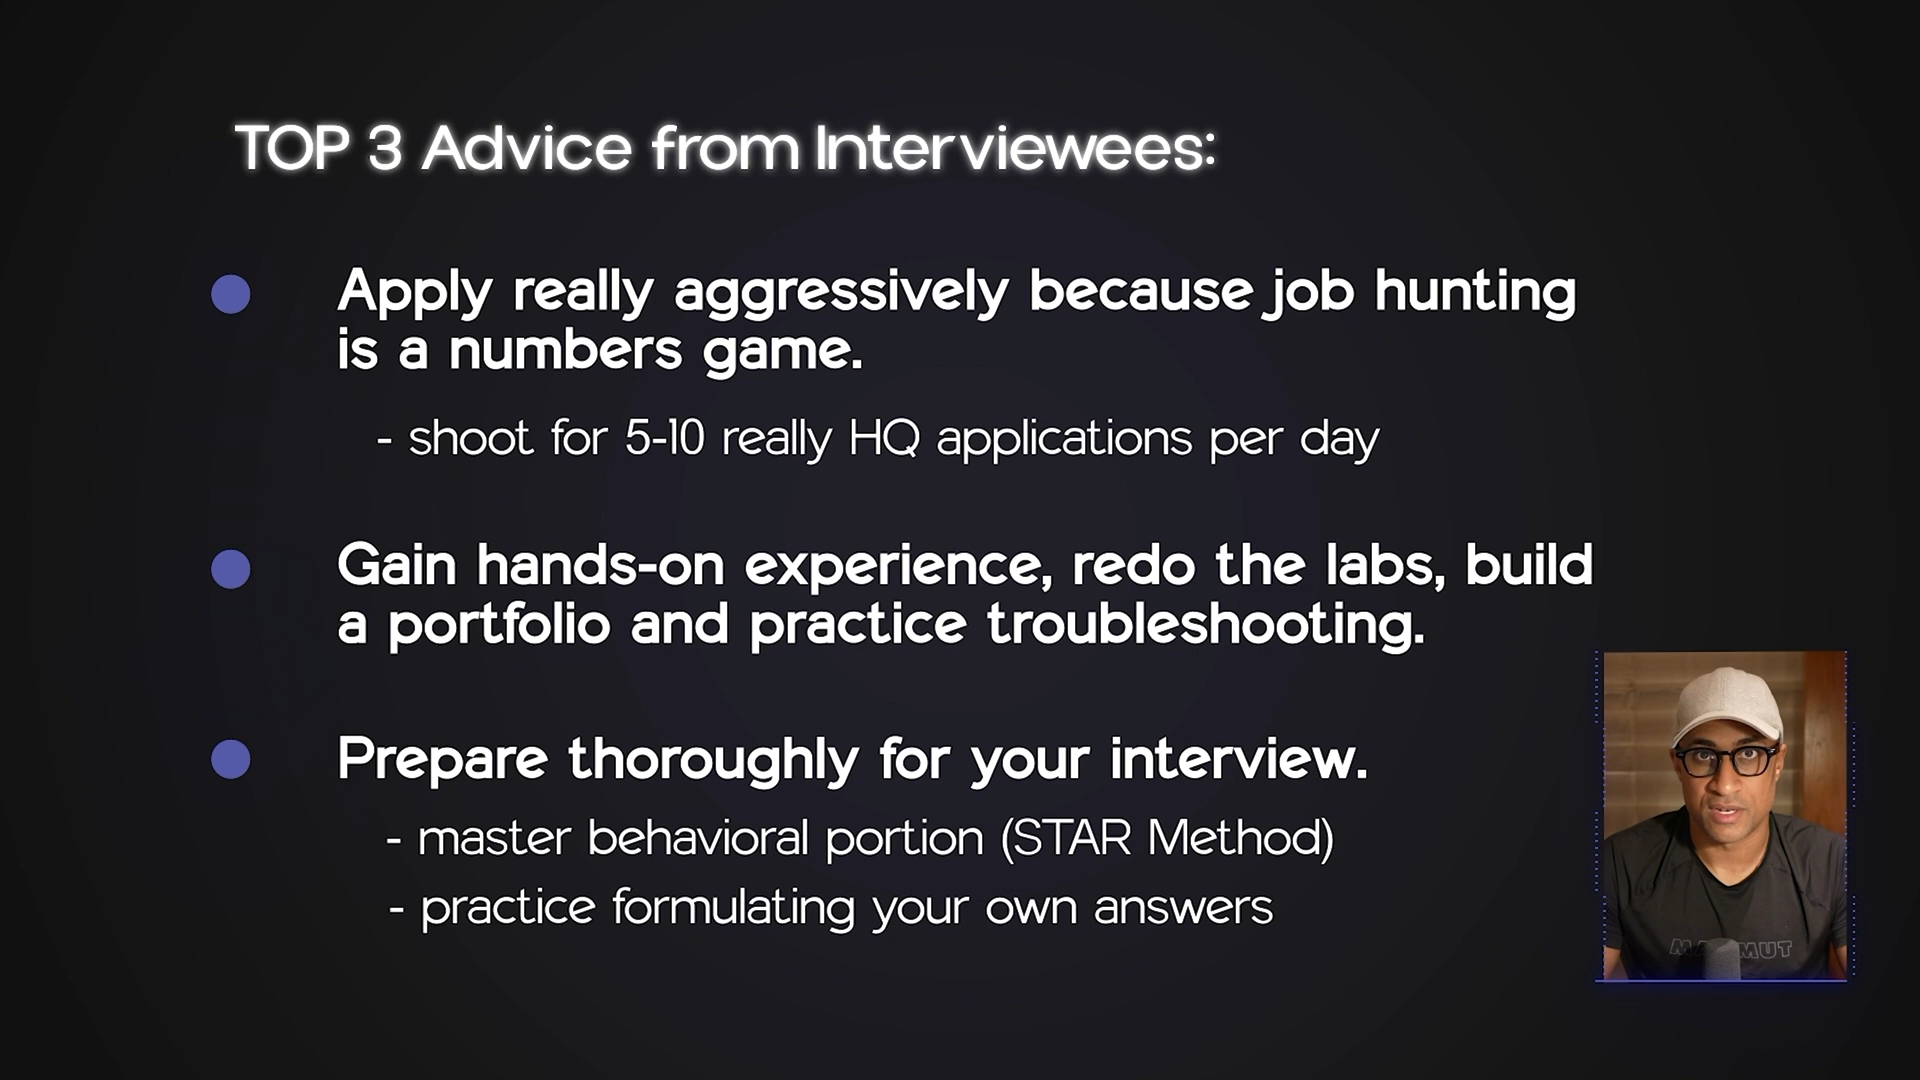 TOP 3 Advice from Interviewees:
Apply really aggressively because job hunting
is a numbers game.
- shoot for 5-10 really HQ applications per day
Gain hands-on experience, redo the labs, build
a portfolio and practice troubleshooting.
Prepare thoroughly for your interview.
- master behavioral portion (STAR Method)
- practice formulating your own answers